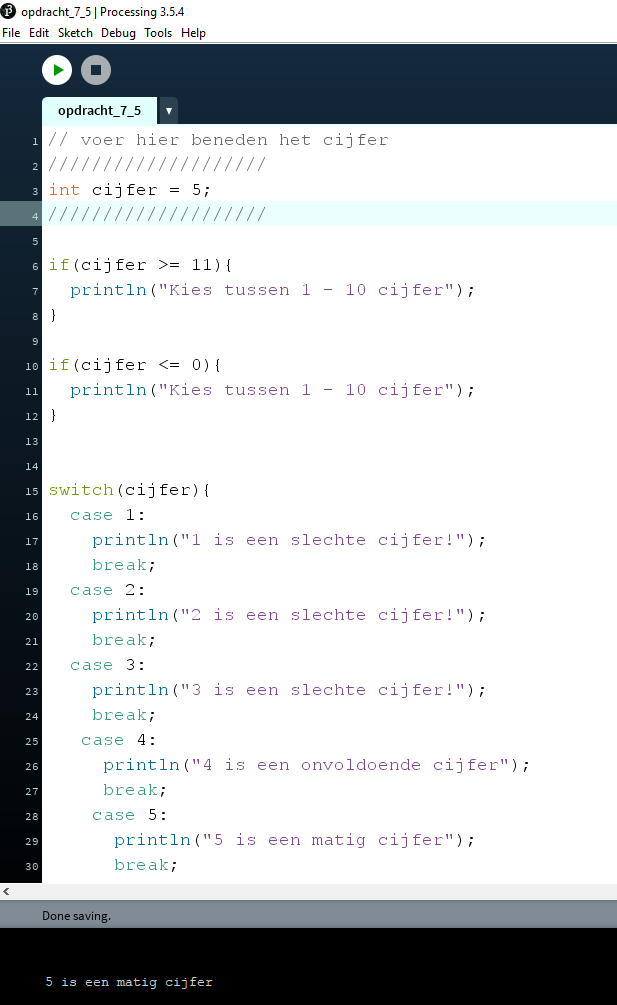 opdracht_7_5 | Processing 3.5.4
File Edit Sketch Debug Tools Help
opdracht_7_5 ▼
1 // voer hier beneden het cijfer
2 ////////////////////
3 int cijfer = 5;
4 ////////////////////
5
6 if(cijfer >= 11){
7   println("Kies tussen 1 - 10 cijfer");
8 }
9
10 if(cijfer <= 0){
11   println("Kies tussen 1 - 10 cijfer");
12 }
13
14
15 switch(cijfer){
16   case 1:
17     println("1 is een slechte cijfer!");
18     break;
19   case 2:
20     println("2 is een slechte cijfer!");
21     break;
22   case 3:
23     println("3 is een slechte cijfer!");
24     break;
25    case 4:
26      println("4 is een onvoldoende cijfer");
27      break;
28     case 5:
29       println("5 is een matig cijfer");
30       break;
Done saving.
5 is een matig cijfer